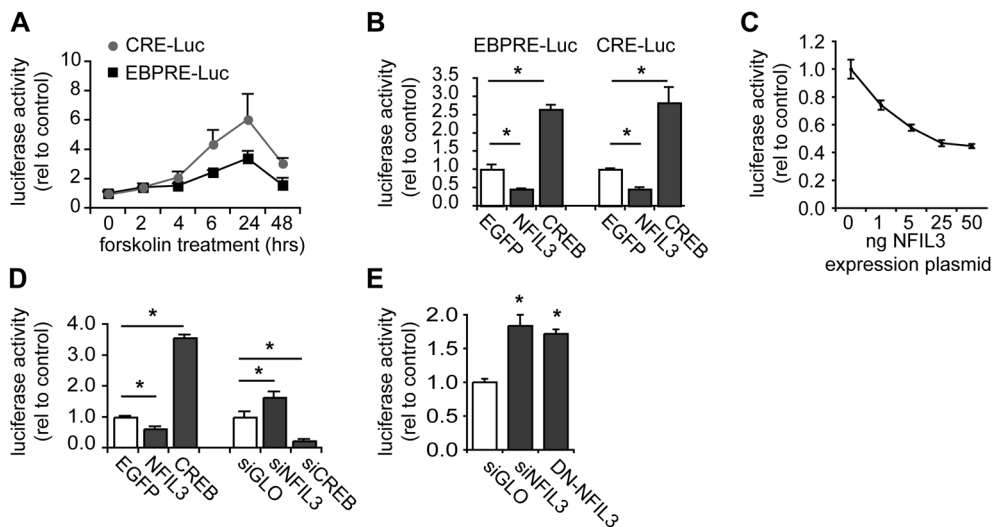 A
CRE-Luc
EBPRE-Luc
luciferase activity
(rel to control)
10
8
6
4
2
0
0 2 4 6 24 48
forskolin treatment (hrs)
B
EBPRE-Luc CRE-Luc
luciferase activity
(rel to control)
3.5
3.0
2.5
2.0
1.5
1.0
0.5
0.0
* * * *
EGFP NFIL3 CREB EGFP NFIL3 CREB
C
luciferase activity
(rel to control)
1.2
1.0
0.8
0.6
0.4
0.2
0.0
0 1 5 25 50
ng NFIL3
expression plasmid
D
luciferase activity
(rel to control)
4.0
3.0
2.0
1.0
0.0
* * * *
EGFP NFIL3 CREB siGLO siNFIL3 siCREB
E
luciferase activity
(rel to control)
2.0
1.5
1.0
0.5
0.0
* *
siGLO siNFIL3 DN-NFIL3